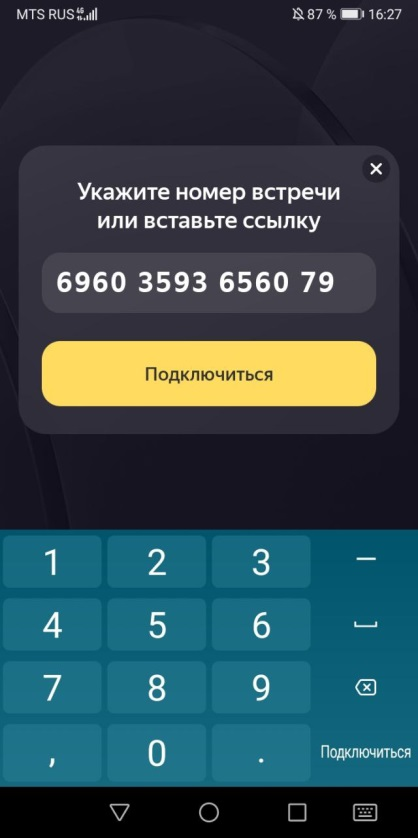 MTS RUS 4G 87 % 16:27
Укажите номер встречи
или вставьте ссылку
6960 3593 6560 79
Подключиться
1 2 3 –
4 5 6
7 8 9
, 0 . Подключиться